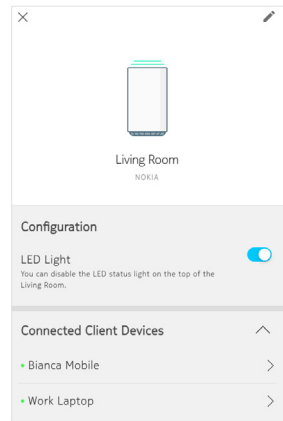 Living Room
NOKIA
Configuration
LED Light
You can disable the LED status light on the top of the
Living Room.
Connected Client Devices
Bianca Mobile
Work Laptop